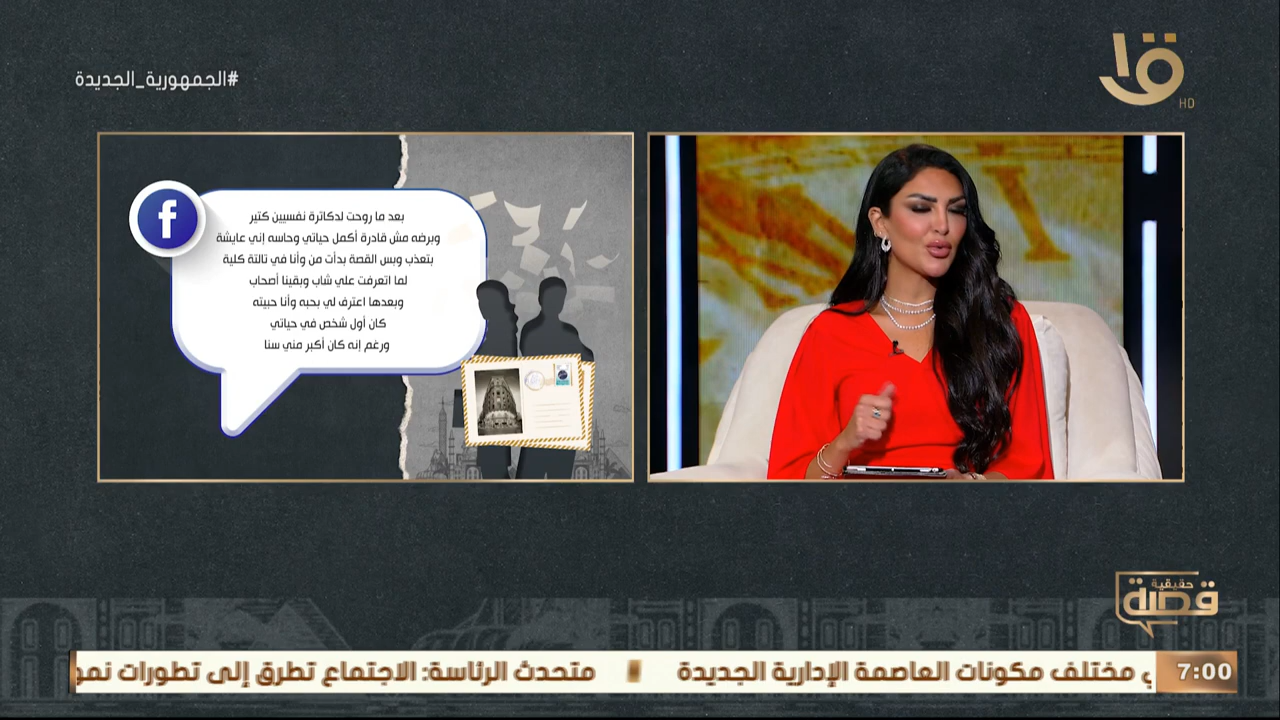 #الجمهورية_الجديدة
HD
f
بعد ما روحت لدكاترة نفسيين كتير
وبرضه مش قادرة أكمل حياتي وحاسه إني عايشة
بتعذب وبس القصة بدأت من وأنا في تالتة كلية
لما اتعرفت علي شاب وبقينا أصحاب
وبعدها اعترف لي بحبه وأنا حبيته
كان أول شخص في حياتي
ورغم إنه كان أكبر مني سنا
قصة
حقيقية
7:00
ي مختلف مكونات العاصمة الإدارية الجديدة
متحدث الرئاسة: الاجتماع تطرق إلى تطورات نمو